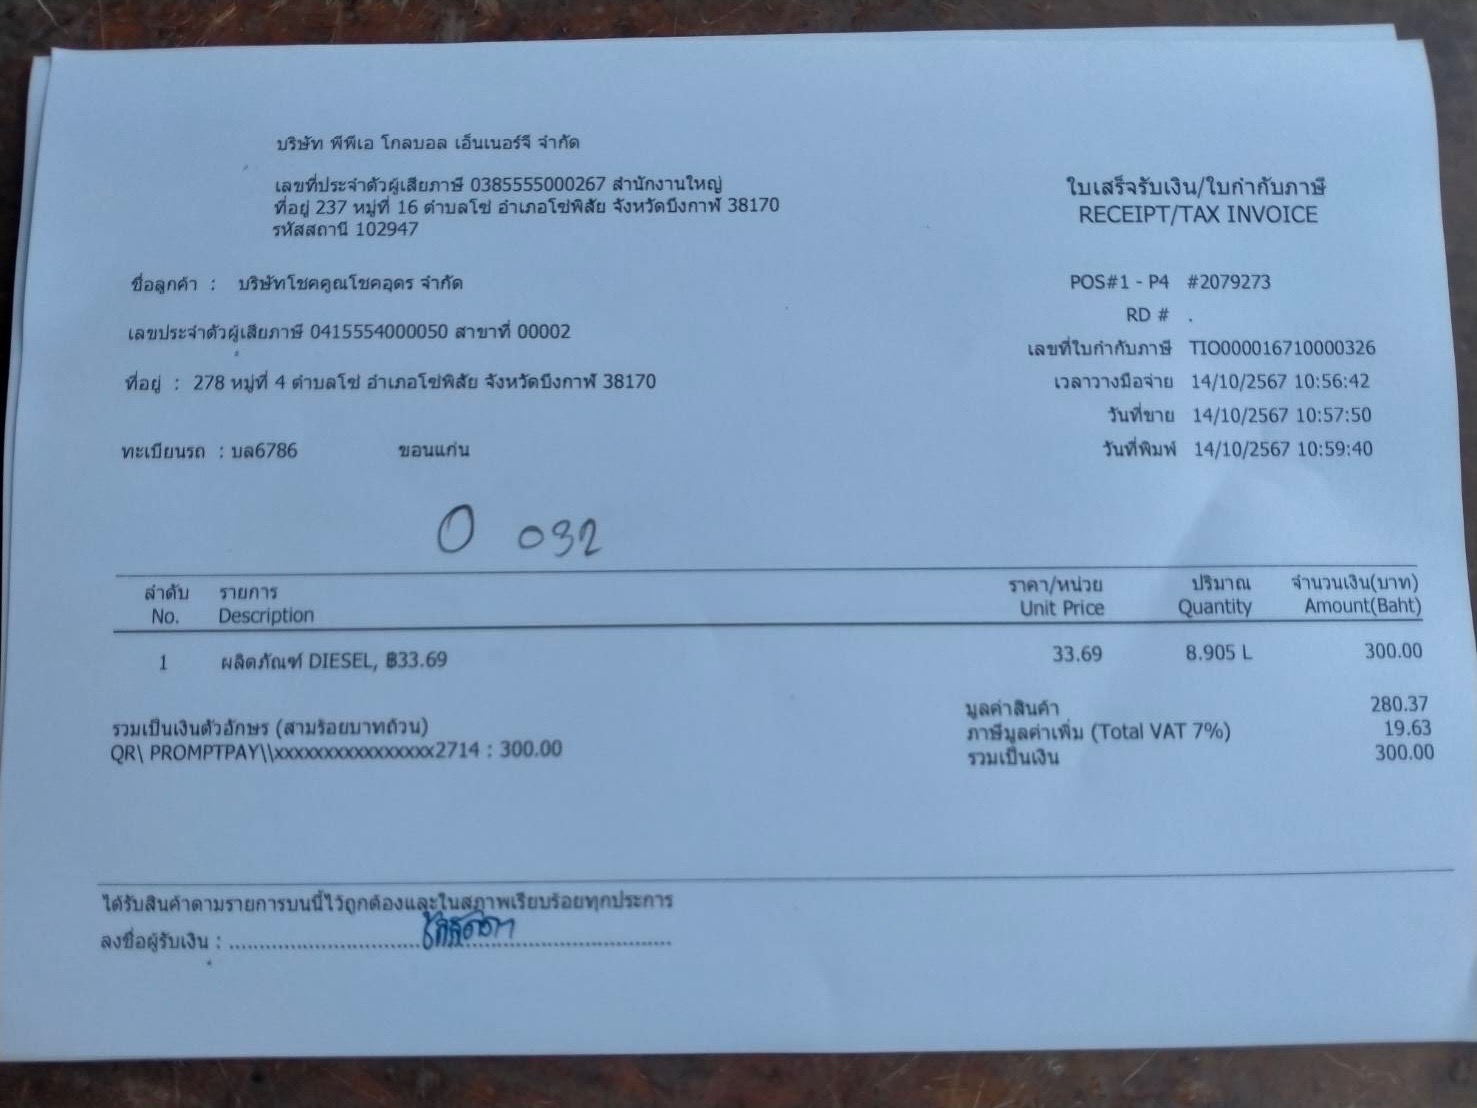 บริษัท พีพีเอ โกลบอล เอ็นเนอร์จี จำกัด
เลขที่ประจำตัวผู้เสียภาษี 0385555000267 สำนักงานใหญ่
ที่อยู่ 237 หมู่ที่ 16 ตำบลโซ่ อำเภอโซ่พิสัย จังหวัดบึงกาฬ 38170
รหัสสถานี 102947
ใบเสร็จรับเงิน/ใบกำกับภาษี
RECEIPT/TAX INVOICE
ชื่อลูกค้า : บริษัทโชคคูณโชคอุดร จำกัด
เลขประจำตัวผู้เสียภาษี 0415554000050 สาขาที่ 00002
ที่อยู่ : 278 หมู่ที่ 4 ตำบลโซ่ อำเภอโซ่พิสัย จังหวัดบึงกาฬ 38170
ทะเบียนรถ : บล6786 ขอนแก่น
POS#1 - P4 #2079273
RD # .
เลขที่ใบกำกับภาษี TIO000016710000326
เวลาวางมือจ่าย 14/10/2567 10:56:42
วันที่ขาย 14/10/2567 10:57:50
วันที่พิมพ์ 14/10/2567 10:59:40
O 032
ลำดับ รายการ ราคา/หน่วย ปริมาณ จำนวนเงิน(บาท)
No. Description Unit Price Quantity Amount(Baht)
1 ผลิตภัณฑ์ DIESEL, ฿33.69 33.69 8.905 L 300.00
รวมเป็นเงินตัวอักษร (สามร้อยบาทถ้วน)
QR\ PROMPTPAY\\xxxxxxxxxxxxxxxx2714 : 300.00
มูลค่าสินค้า 280.37
ภาษีมูลค่าเพิ่ม (Total VAT 7%) 19.63
รวมเป็นเงิน 300.00
ได้รับสินค้าตามรายการบนนี้ไว้ถูกต้องและในสภาพเรียบร้อยทุกประการ
ลงชื่อผู้รับเงิน :